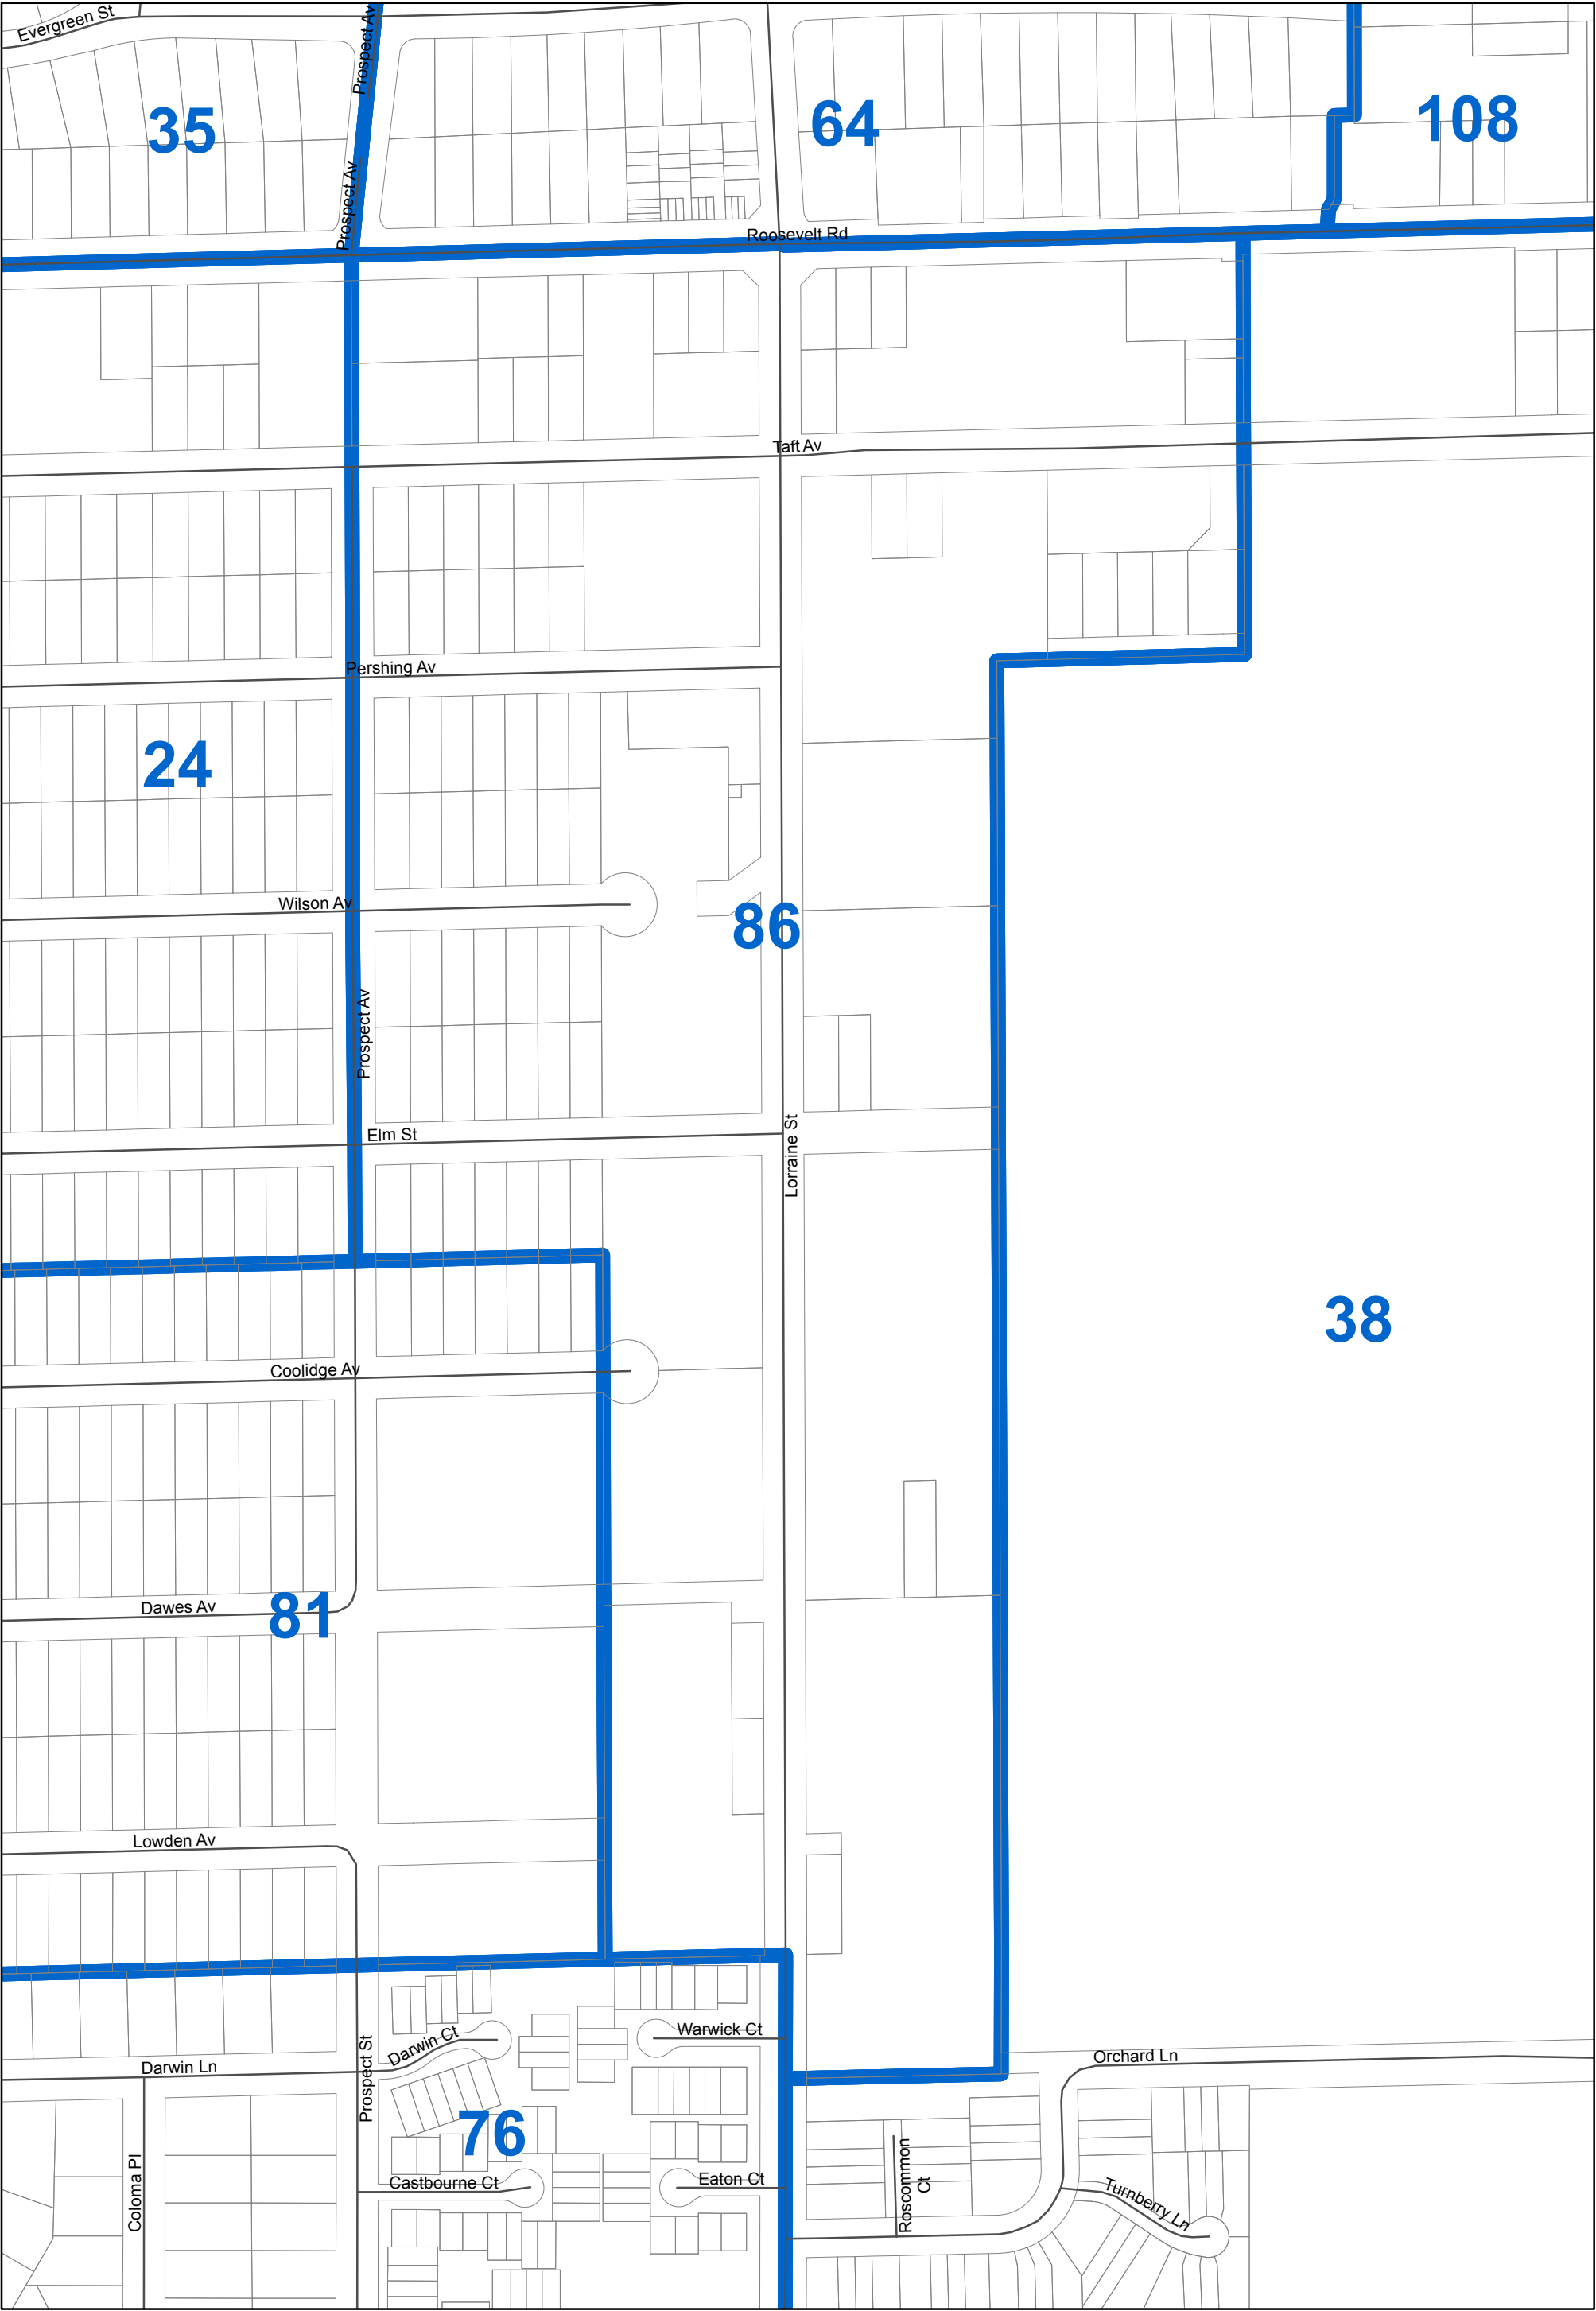 Evergreen St
Prospect Av
35
64
108
Prospect Av
Roosevelt Rd
Taft Av
Pershing Av
24
Wilson Av
86
Prospect Av
Elm St
Lorraine St
38
Coolidge Av
Dawes Av
81
Lowden Av
Warwick Ct
Darwin Ct
Darwin Ln
Prospect St
Orchard Ln
76
Castbourne Ct
Eaton Ct
Coloma Pl
Roscommon
Ct
Turnberry Ln